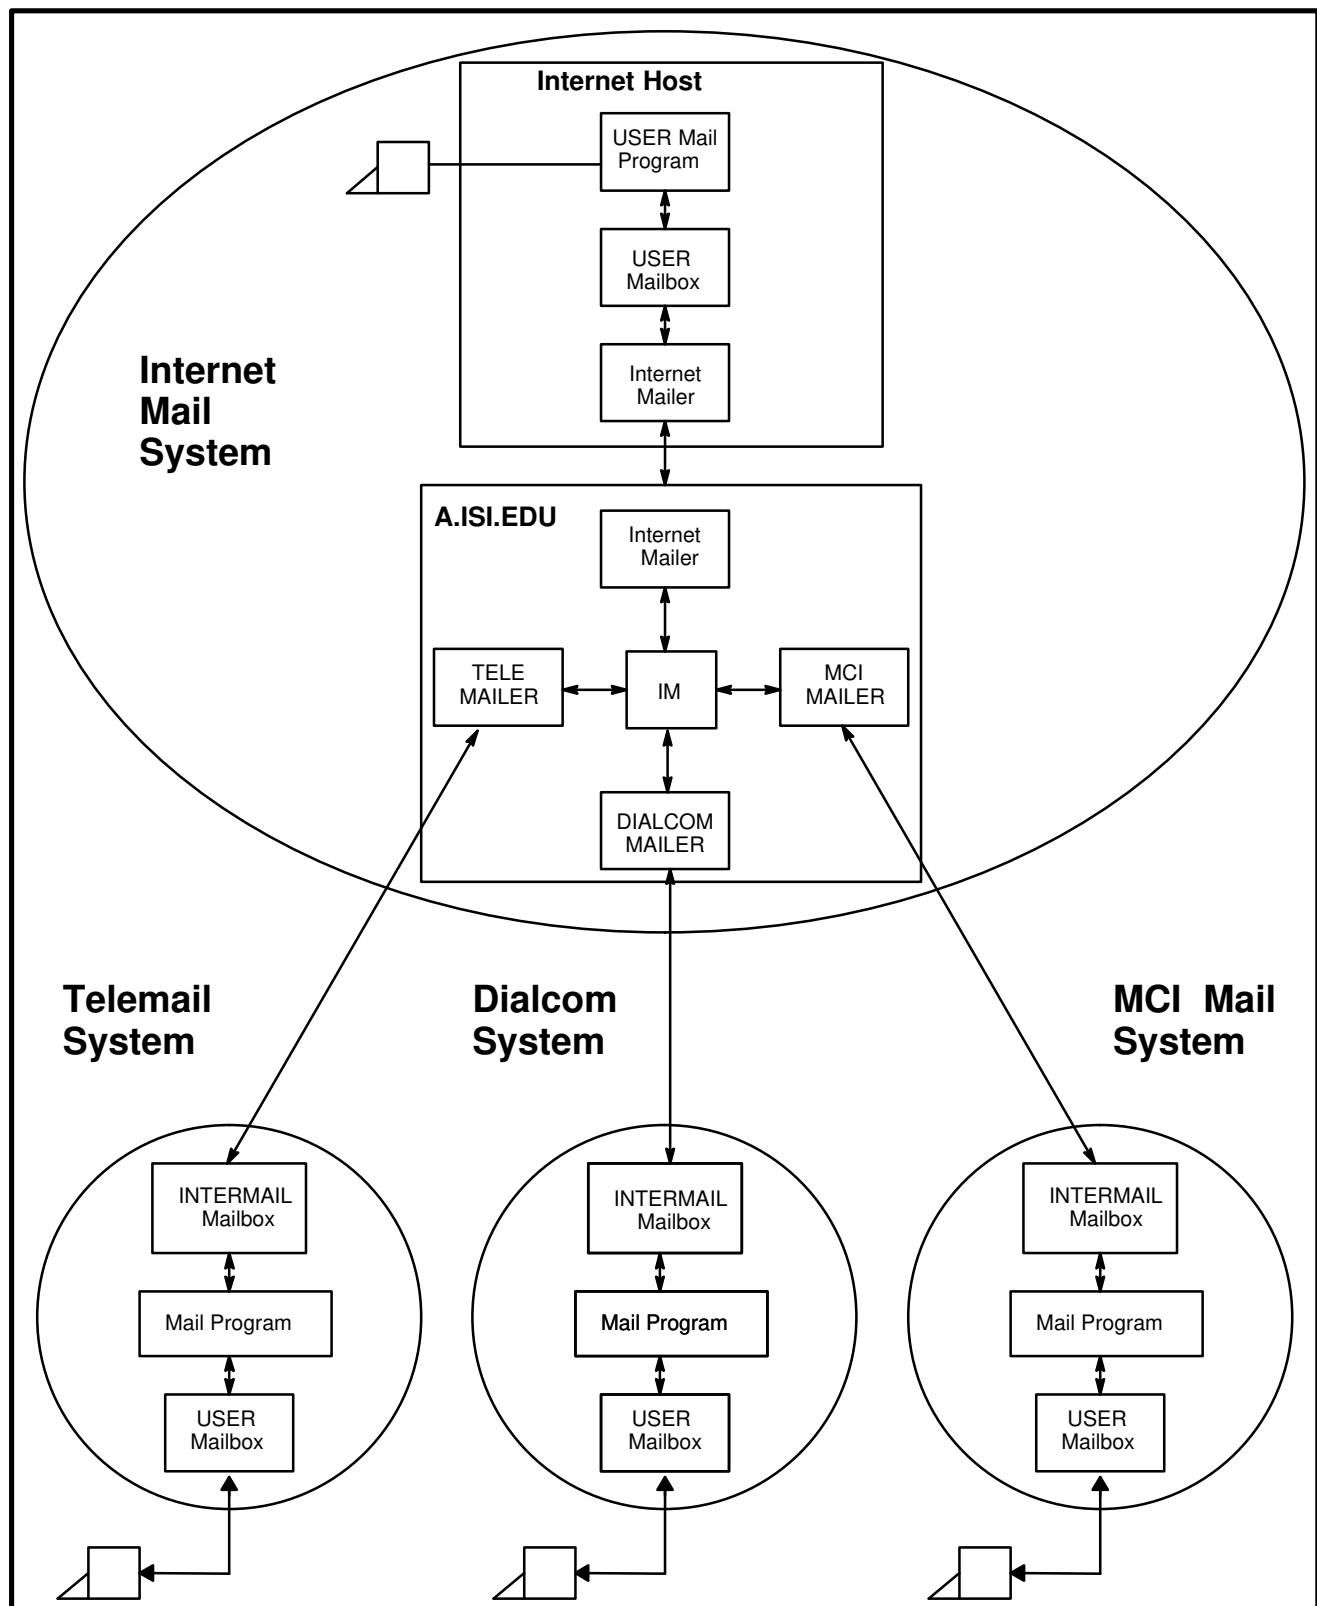 Internet Host
USER Mail
Program
USER
Mailbox
Internet
Mailer
Internet
Mail
System
A.ISI.EDU
Internet
Mailer
TELE
MAILER
IM
MCI
MAILER
DIALCOM
MAILER
Telemail
System
Dialcom
System
MCI Mail
System
INTERMAIL
Mailbox
Mail Program
USER
Mailbox
INTERMAIL
Mailbox
Mail Program
USER
Mailbox
INTERMAIL
Mailbox
Mail Program
USER
Mailbox